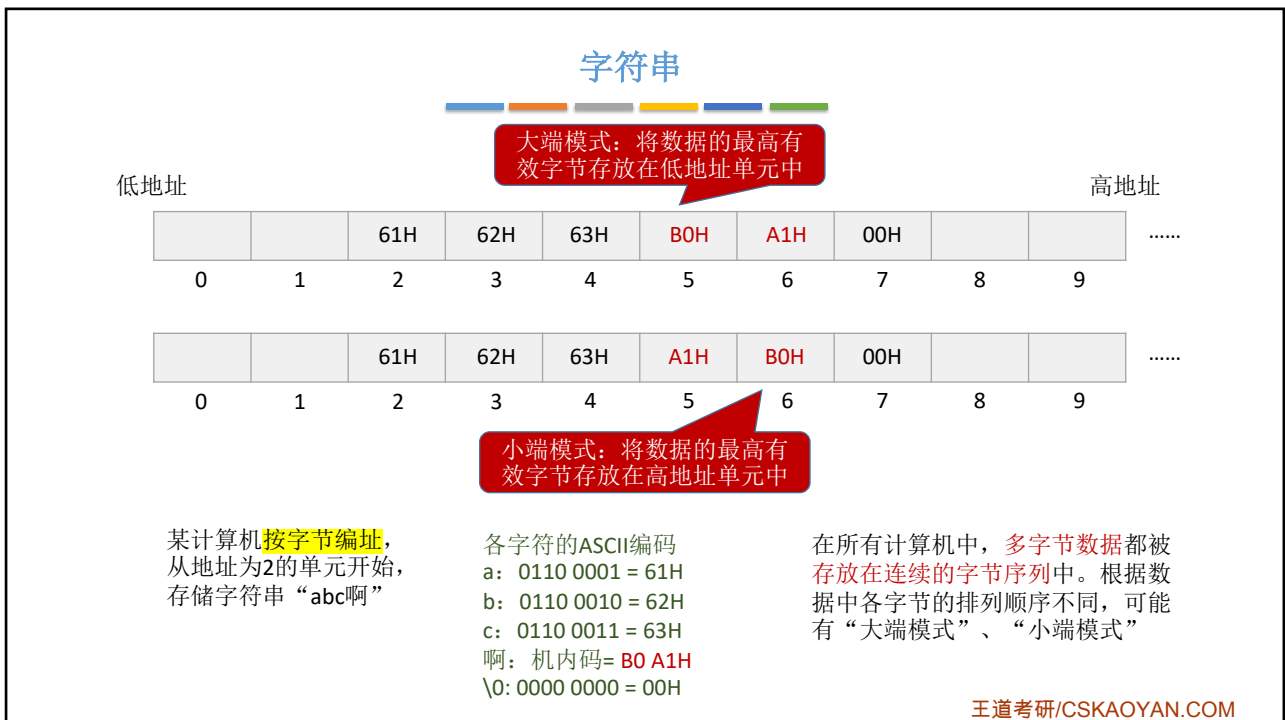 字符串
大端模式：将数据的最高有
效字节存放在低地址单元中
低地址
高地址
61H 62H 63H B0H A1H 00H ……
0 1 2 3 4 5 6 7 8 9
61H 62H 63H A1H B0H 00H ……
0 1 2 3 4 5 6 7 8 9
小端模式：将数据的最高有
效字节存放在高地址单元中
某计算机按字节编址，
从地址为2的单元开始，
存储字符串“abc啊”
各字符的ASCII编码
a：0110 0001 = 61H
b：0110 0010 = 62H
c：0110 0011 = 63H
啊：机内码= B0 A1H
\0: 0000 0000 = 00H
在所有计算机中，多字节数据都被
存放在连续的字节序列中。根据数
据中各字节的排列顺序不同，可能
有“大端模式”、“小端模式”
王道考研/CSKAOYAN.COM